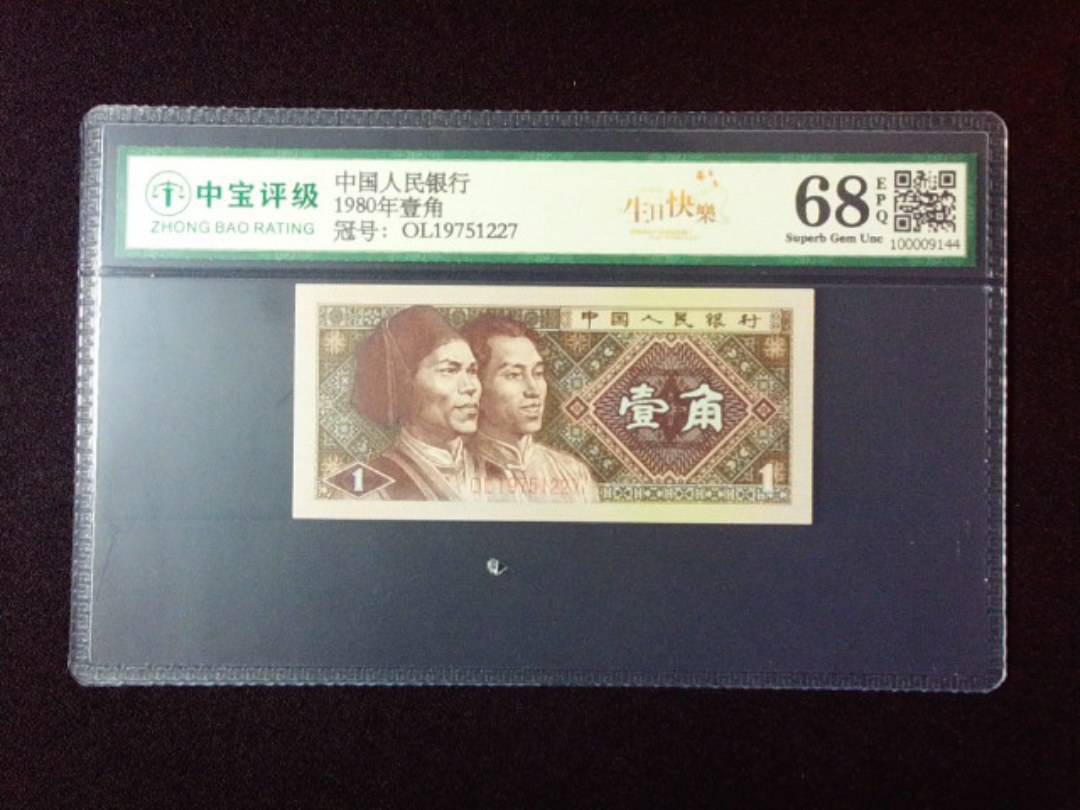 中宝评级
ZHONG BAO RATING
中国人民银行
1980年壹角
冠号：OL19751227
生日快樂
68
EPQ
Superb Gem Unc
100009144
中国人民银行
壹角
1
OL19751227
1